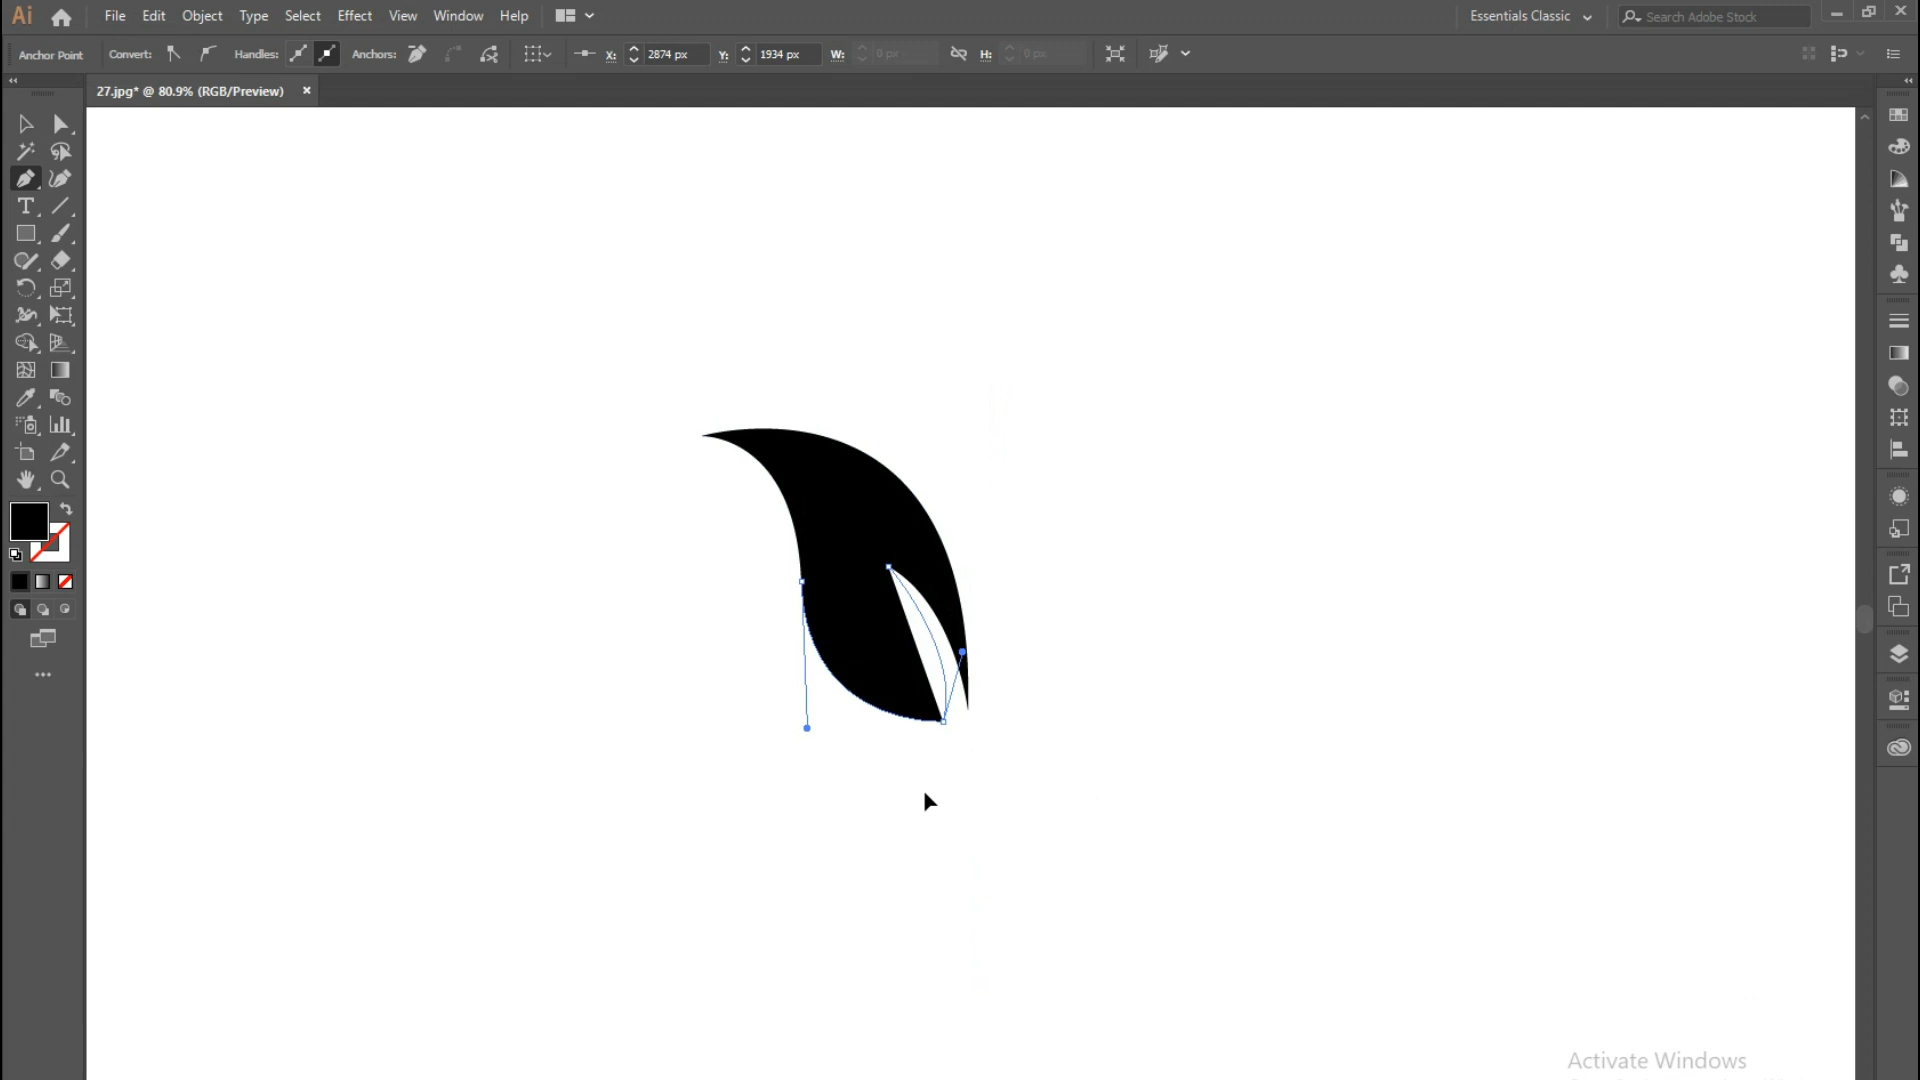 Ai File Edit Object Type Select Effect View Window Help Essentials Classic Search Adobe Stock
Anchor Point Convert: Handles: Anchors: X: 2874 px Y: 1934 px W: 0 px H: 0 px
27.jpg* @ 80.9% (RGB/Preview) ×
T
Activate Windows